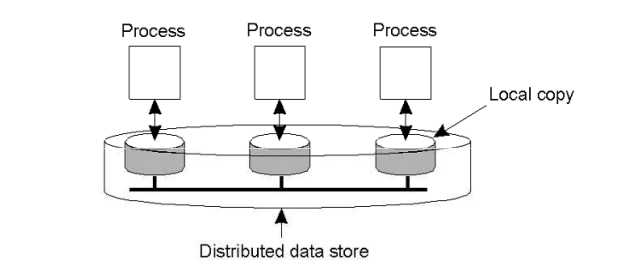 Process
Process
Process
Local copy
Distributed data store